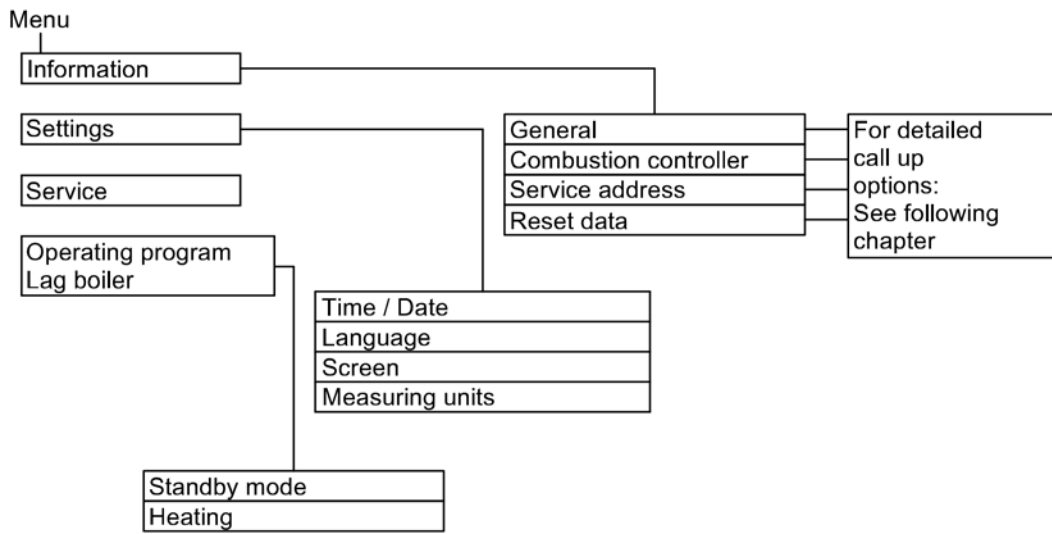 Menu
Information
Settings
Service
Operating program
Lag boiler
General
Combustion controller
Service address
Reset data
For detailed
call up
options:
See following
chapter
Time / Date
Language
Screen
Measuring units
Standby mode
Heating